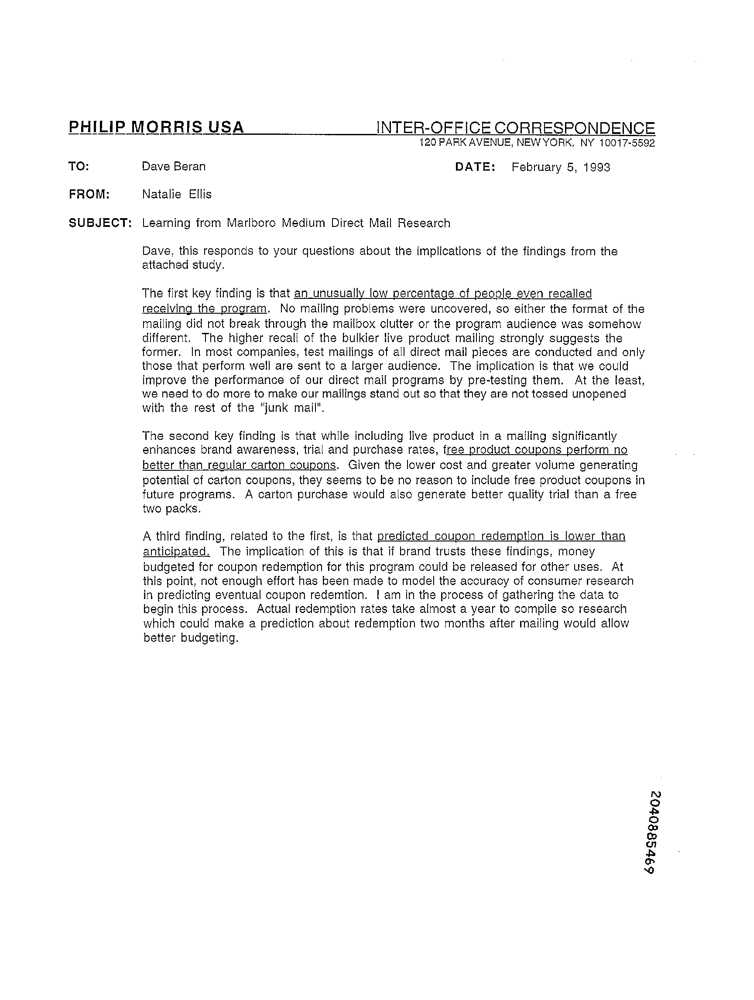 PHILIP MORRIS USA INTER-OFFICE CORRESPONDENCE
120 PARK AVENUE, NEW YORK, NY 10017-5592
TO: Dave Beran DATE: February 5, 1993
FROM: Natalie Ellis
SUBJECT: Learning from Marlboro Medium Direct Mail Research
Dave, this responds to your questions about the implications of the findings from the
attached study.
The first key finding is that an unusually low percentage of people even recalled
receiving the program. No mailing problems were uncovered, so either the format of the
mailing did not break through the mailbox clutter or the program audience was somehow
different. The higher recall of the bulkier live product mailing strongly suggests the
former. In most companies, test mailings of all direct mail pieces are conducted and only
those that perform well are sent to a larger audience. The implication is that we could
improve the performance of our direct mail programs by pre-testing them. At the least,
we need to do more to make our mailings stand out so that they are not tossed unopened
with the rest of the "junk mail".
The second key finding is that while including live product in a mailing significantly
enhances brand awareness, trial and purchase rates, free product coupons perform no
better than regular carton coupons. Given the lower cost and greater volume generating
potential of carton coupons, they seems to be no reason to include free product coupons in
future programs. A carton purchase would also generate better quality trial than a free
two packs.
A third finding, related to the first, is that predicted coupon redemption is lower than
anticipated. The implication of this is that if brand trusts these findings, money
budgeted for coupon redemption for this program could be released for other uses. At
this point, not enough effort has been made to model the accuracy of consumer research
in predicting eventual coupon redemtion. I am in the process of gathering the data to
begin this process. Actual redemption rates take almost a year to compile so research
which could make a prediction about redemption two months after mailing would allow
better budgeting.
2040885469